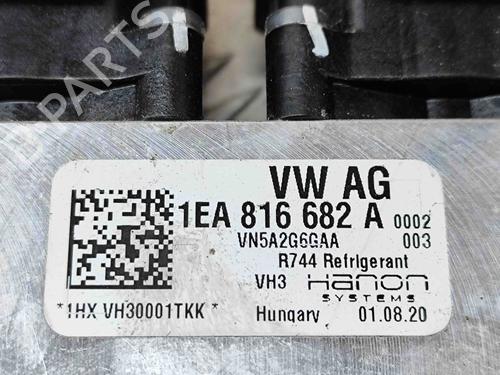 VW AG
1EA 816 682 A 0002
VN5A2G6GAA 003
R744 Refrigerant
VH3 Hanon
SYSTEMS
*1HX VH30001TKK*
Hungary 01.08.20
B PARTS